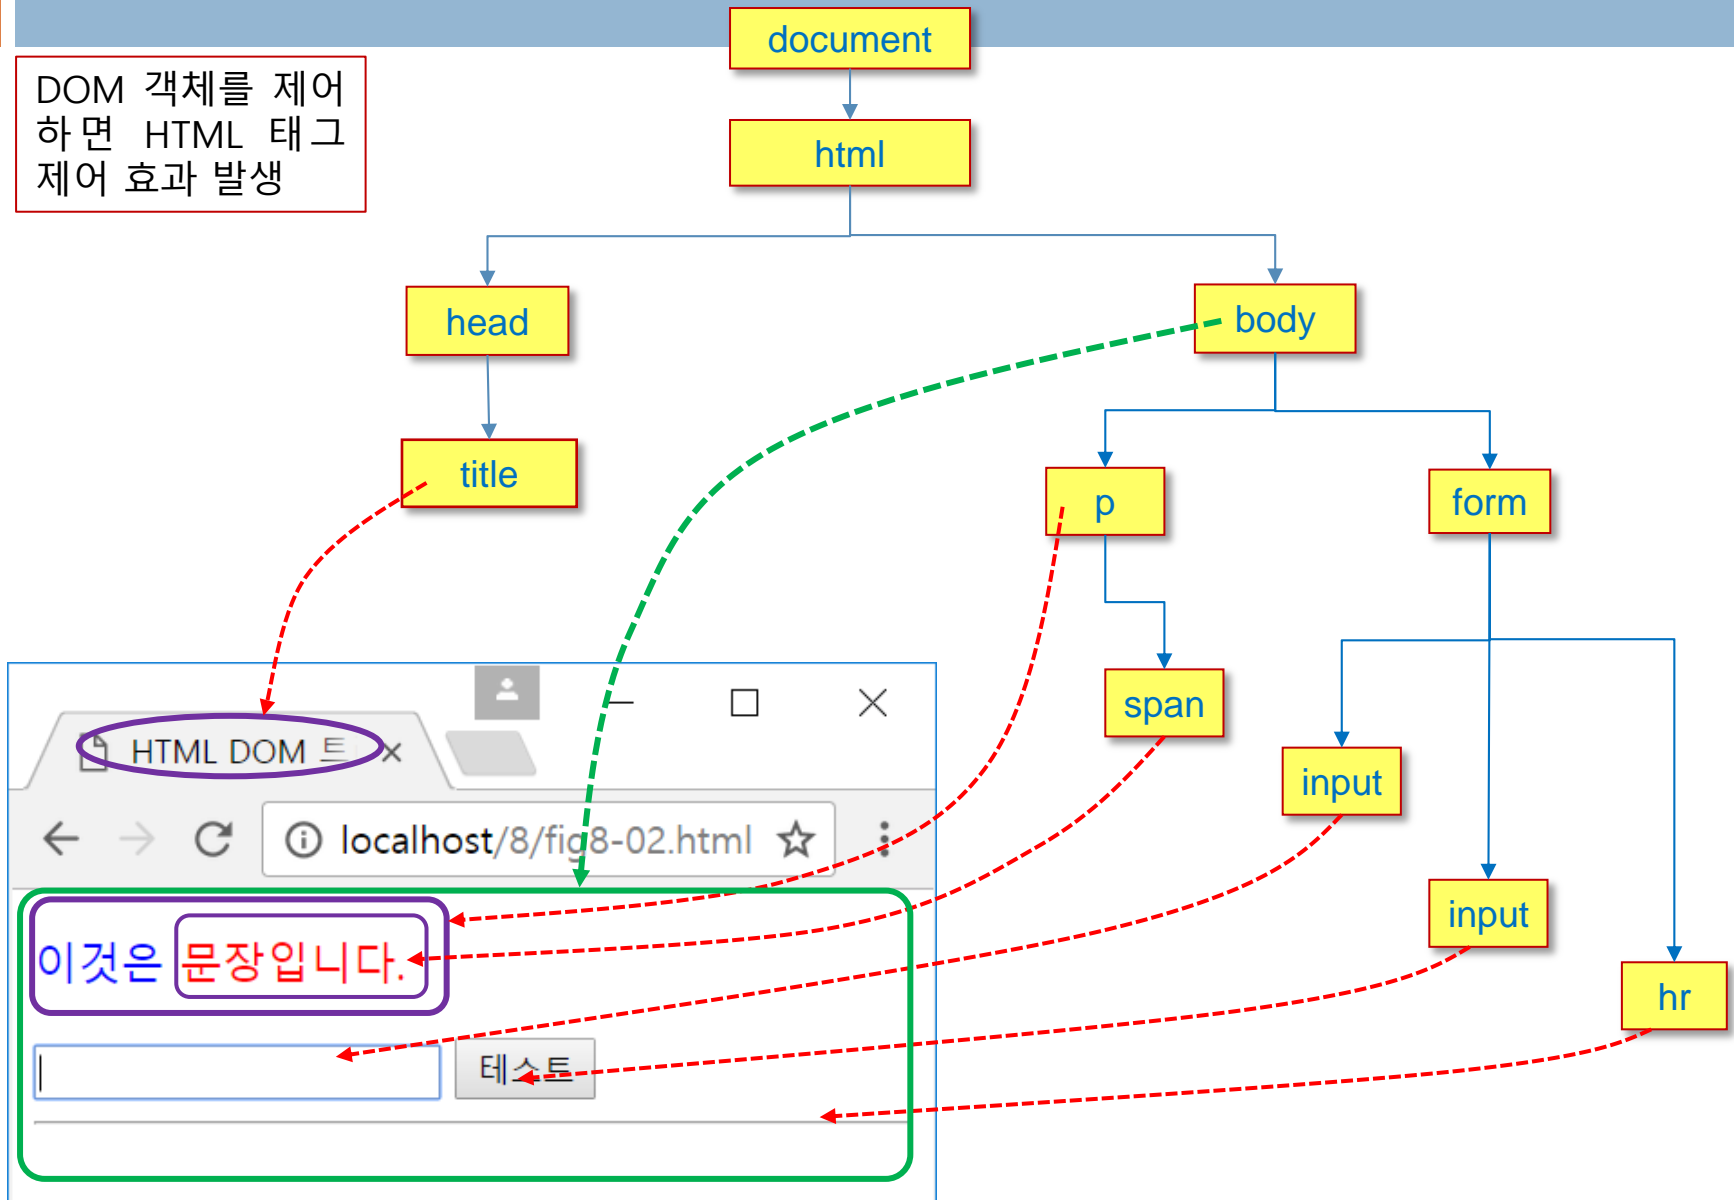 document
DOM 객체를 제어
하면 HTML 태그
제어 효과 발생
html
head
body
title
p
form
span
input
input
hr
HTML DOM 트
localhost/8/fig8-02.html
이것은 문장입니다.
테스트